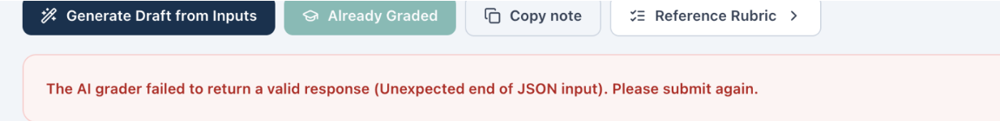 Generate Draft from Inputs
Already Graded
Copy note
Reference Rubric
The AI grader failed to return a valid response (Unexpected end of JSON input). Please submit again.